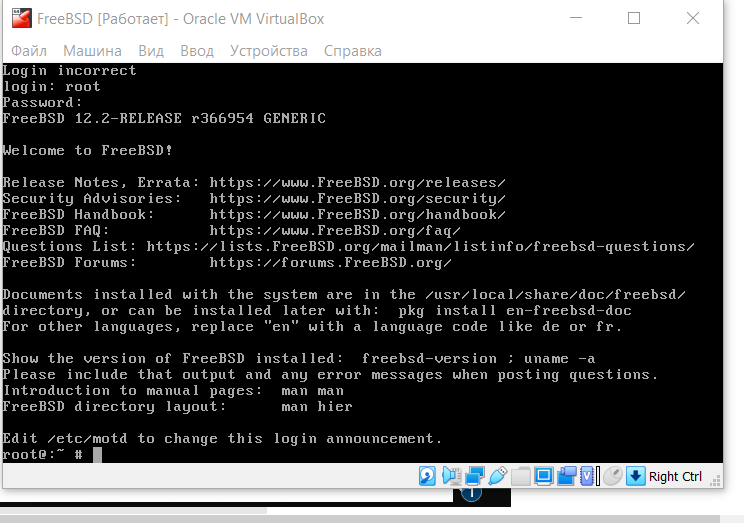 FreeBSD [Работает] - Oracle VM VirtualBox
Файл Машина Вид Ввод Устройства Справка
Login incorrect
login: root
Password:
FreeBSD 12.2-RELEASE r366954 GENERIC
Welcome to FreeBSD!
Release Notes, Errata: https://www.FreeBSD.org/releases/
Security Advisories: https://www.FreeBSD.org/security/
FreeBSD Handbook: https://www.FreeBSD.org/handbook/
FreeBSD FAQ: https://www.FreeBSD.org/faq/
Questions List: https://lists.FreeBSD.org/mailman/listinfo/freebsd-questions/
FreeBSD Forums: https://forums.FreeBSD.org/
Documents installed with the system are in the /usr/local/share/doc/freebsd/
directory, or can be installed later with: pkg install en-freebsd-doc
For other languages, replace "en" with a language code like de or fr.
Show the version of FreeBSD installed: freebsd-version ; uname -a
Please include that output and any error messages when posting questions.
Introduction to manual pages: man man
FreeBSD directory layout: man hier
Edit /etc/motd to change this login announcement.
root@:~ #
Right Ctrl